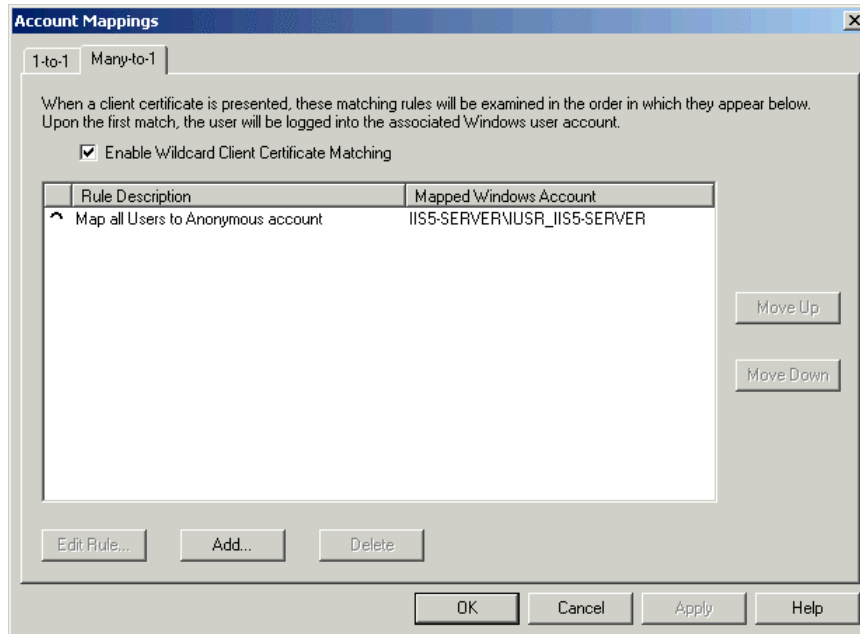 Account Mappings
1-to-1 Many-to-1
When a client certificate is presented, these matching rules will be examined in the order in which they appear below.
Upon the first match, the user will be logged into the associated Windows user account.
Enable Wildcard Client Certificate Matching
Rule Description Mapped Windows Account
Map all Users to Anonymous account IIS5-SERVER\IUSR_IIS5-SERVER
Move Up
Move Down
Edit Rule... Add... Delete
OK Cancel Apply Help